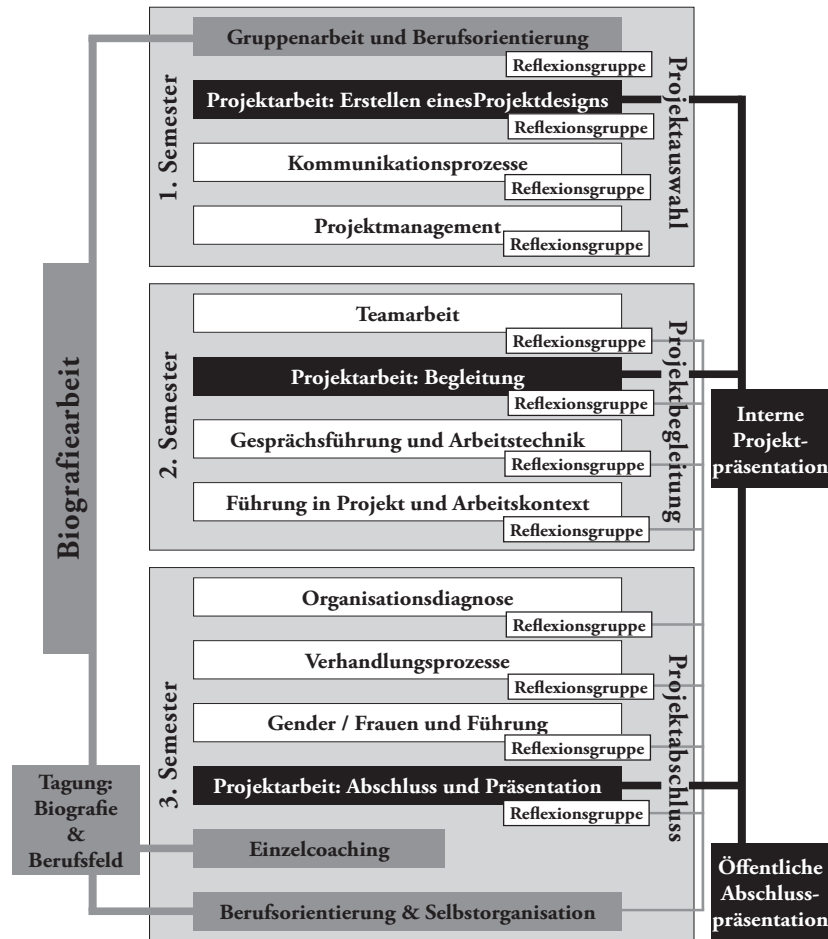 Gruppenarbeit und Berufsorientierung
Reflexionsgruppe
Projektarbeit: Erstellen einesProjektdesigns
Reflexionsgruppe
Kommunikationsprozesse
Reflexionsgruppe
Projektmanagement
Reflexionsgruppe
1. Semester
Projektauswahl
Teamarbeit
Reflexionsgruppe
Projektarbeit: Begleitung
Reflexionsgruppe
Gesprächsführung und Arbeitstechnik
Reflexionsgruppe
Führung in Projekt und Arbeitskontext
Reflexionsgruppe
2. Semester
Projektbegleitung
Biografiearbeit
Interne
Projekt-
präsentation
Organisationsdiagnose
Reflexionsgruppe
Verhandlungsprozesse
Reflexionsgruppe
Gender / Frauen und Führung
Reflexionsgruppe
Projektarbeit: Abschluss und Präsentation
Reflexionsgruppe
Einzelcoaching
Berufsorientierung & Selbstorganisation
3. Semester
Projektabschluss
Tagung:
Biografie
&
Berufsfeld
Öffentliche
Abschluss-
präsentation